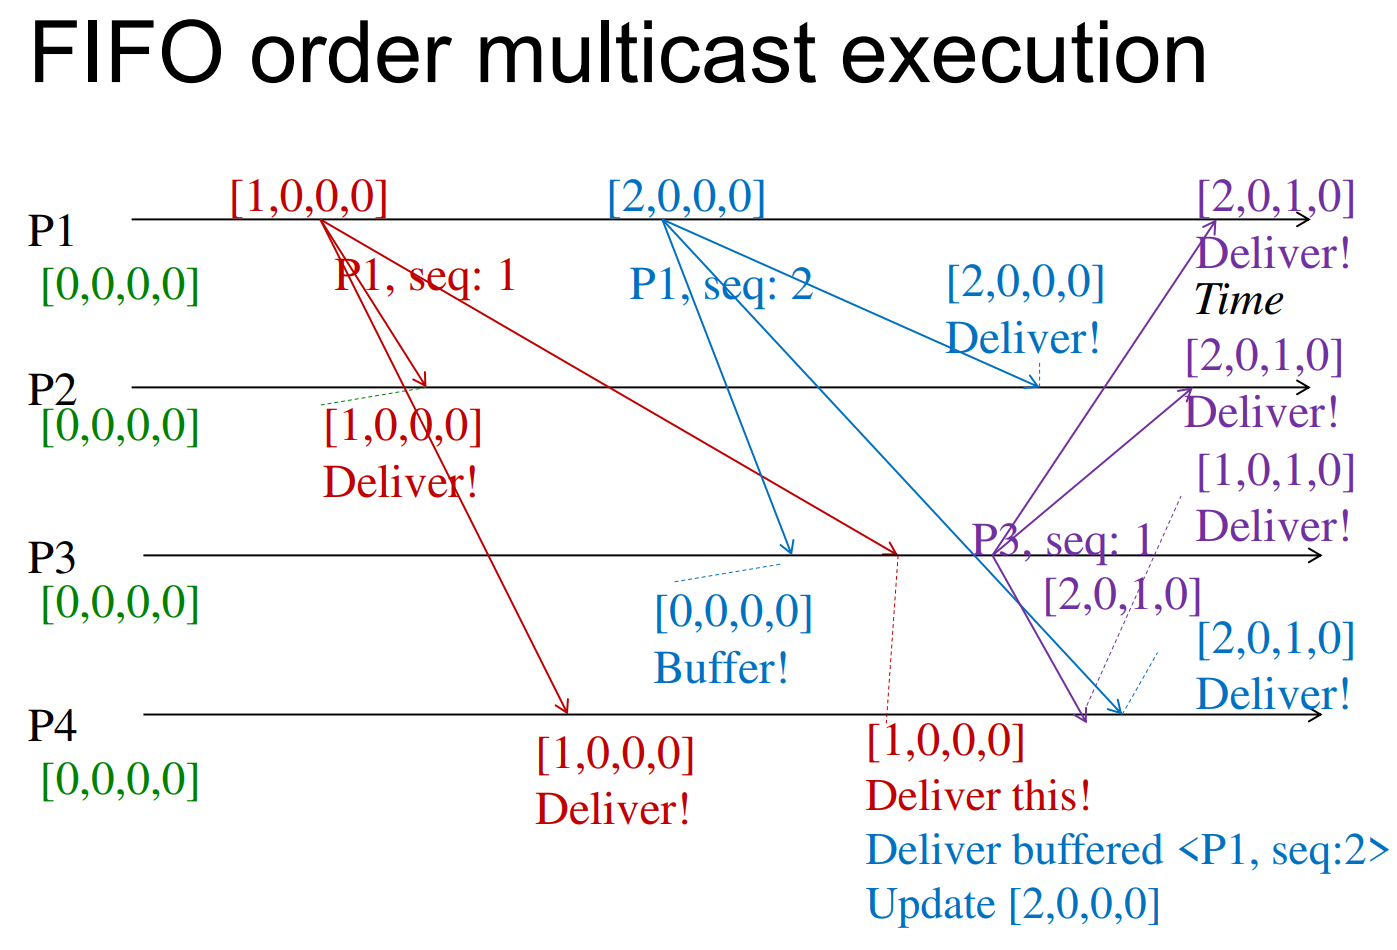 FIFO order multicast execution
[1,0,0,0]
[2,0,0,0]
[2,0,1,0]
P1
Deliver!
[0,0,0,0]
P1, seq: 1
P1, seq: 2
[2,0,0,0]
Deliver!
Time
[2,0,1,0]
Deliver!
P2
[0,0,0,0]
[1,0,0,0]
Deliver!
[1,0,1,0]
Deliver!
P3
P3, seq: 1
[0,0,0,0]
[2,0,1,0]
[0,0,0,0]
Buffer!
[2,0,1,0]
Deliver!
P4
[0,0,0,0]
[1,0,0,0]
Deliver!
[1,0,0,0]
Deliver this!
Deliver buffered <P1, seq:2>
Update [2,0,0,0]